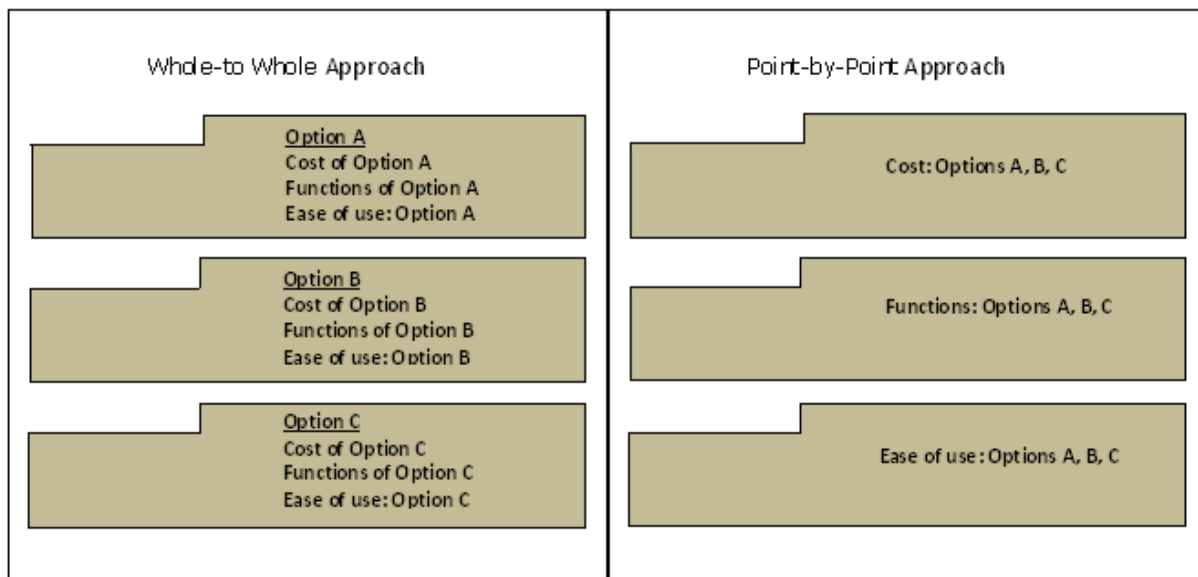 Whole-to Whole Approach
Option A
Cost of Option A
Functions of Option A
Ease of use: Option A
Option B
Cost of Option B
Functions of Option B
Ease of use: Option B
Option C
Cost of Option C
Functions of Option C
Ease of use: Option C
Point-by-Point Approach
Cost: Options A, B, C
Functions: Options A, B, C
Ease of use: Options A, B, C